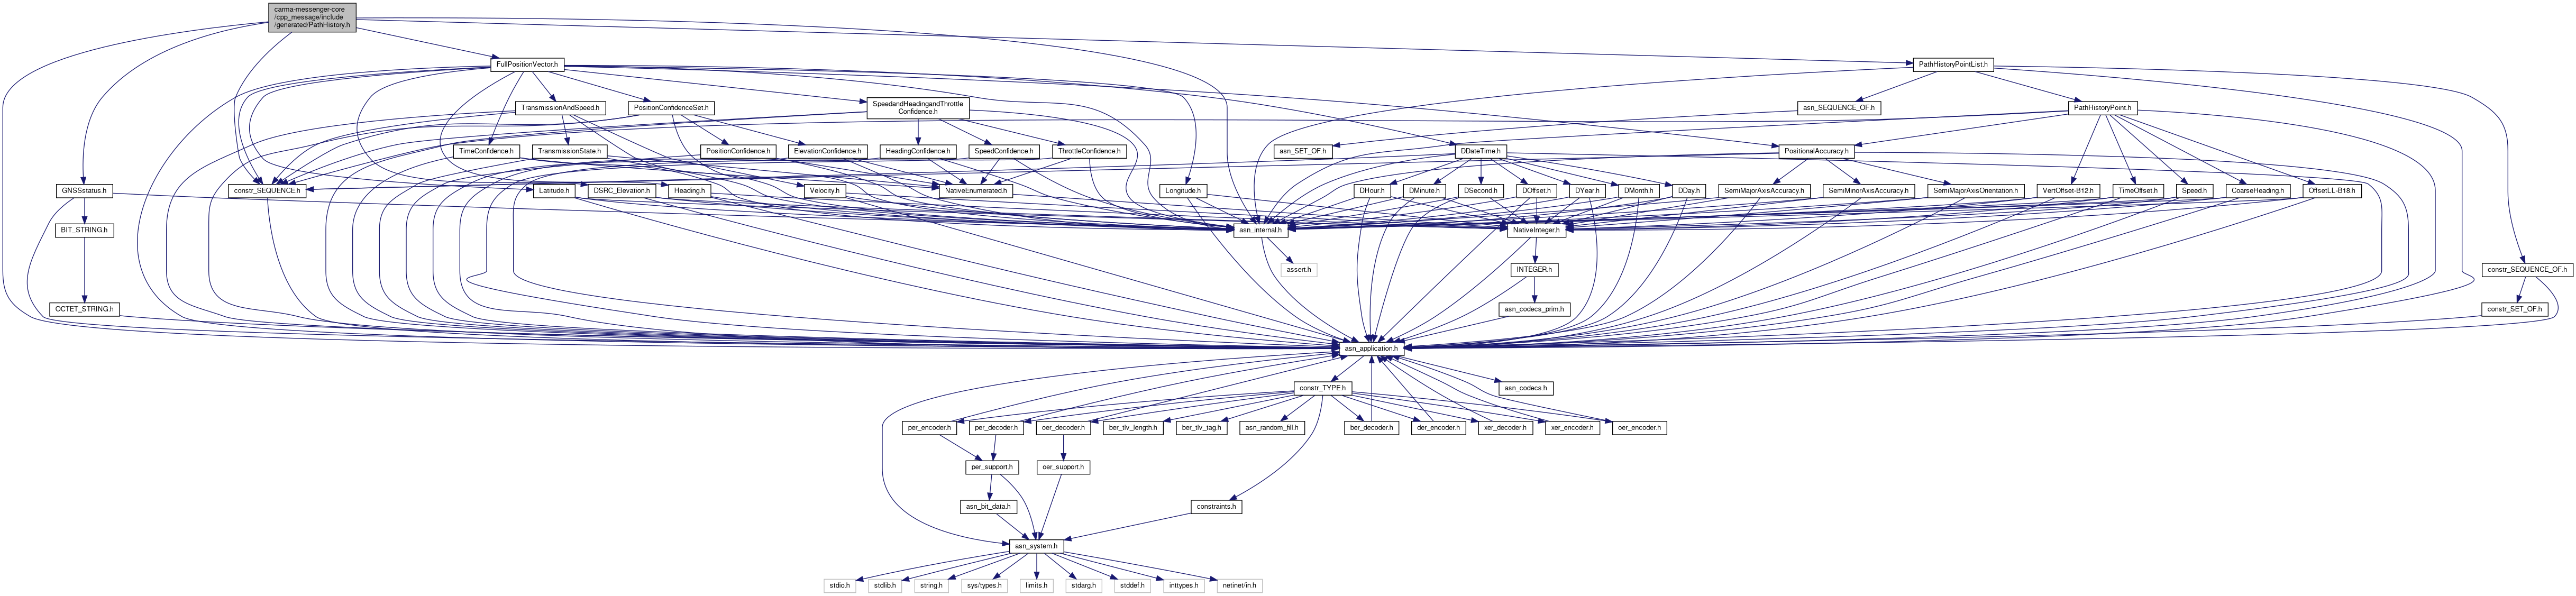 carma-messenger-core
/cpp_message/include
/generated/PathHistory.h
FullPositionVector.h
PathHistoryPointList.h
TransmissionAndSpeed.h
PositionConfidenceSet.h
SpeedandHeadingandThrottle
Confidence.h
asn_SEQUENCE_OF.h
PathHistoryPoint.h
TimeConfidence.h
TransmissionState.h
PositionConfidence.h
ElevationConfidence.h
HeadingConfidence.h
SpeedConfidence.h
ThrottleConfidence.h
asn_SET_OF.h
DDateTime.h
PositionalAccuracy.h
GNSSstatus.h
constr_SEQUENCE.h
Latitude.h
DSRC_Elevation.h
Heading.h
Velocity.h
NativeEnumerated.h
Longitude.h
DHour.h
DMinute.h
DSecond.h
DOffset.h
DYear.h
DMonth.h
DDay.h
SemiMajorAxisAccuracy.h
SemiMinorAxisAccuracy.h
SemiMajorAxisOrientation.h
VertOffset-B12.h
TimeOffset.h
Speed.h
CoarseHeading.h
OffsetLL-B18.h
BIT_STRING.h
asn_internal.h
NativeInteger.h
assert.h
INTEGER.h
constr_SEQUENCE_OF.h
OCTET_STRING.h
asn_codecs_prim.h
constr_SET_OF.h
asn_application.h
constr_TYPE.h
asn_codecs.h
per_encoder.h
per_decoder.h
oer_decoder.h
ber_tlv_length.h
ber_tlv_tag.h
asn_random_fill.h
ber_decoder.h
der_encoder.h
xer_decoder.h
xer_encoder.h
oer_encoder.h
per_support.h
oer_support.h
asn_bit_data.h
constraints.h
asn_system.h
stdio.h
stdlib.h
string.h
sys/types.h
limits.h
stdarg.h
stddef.h
inttypes.h
netinet/in.h